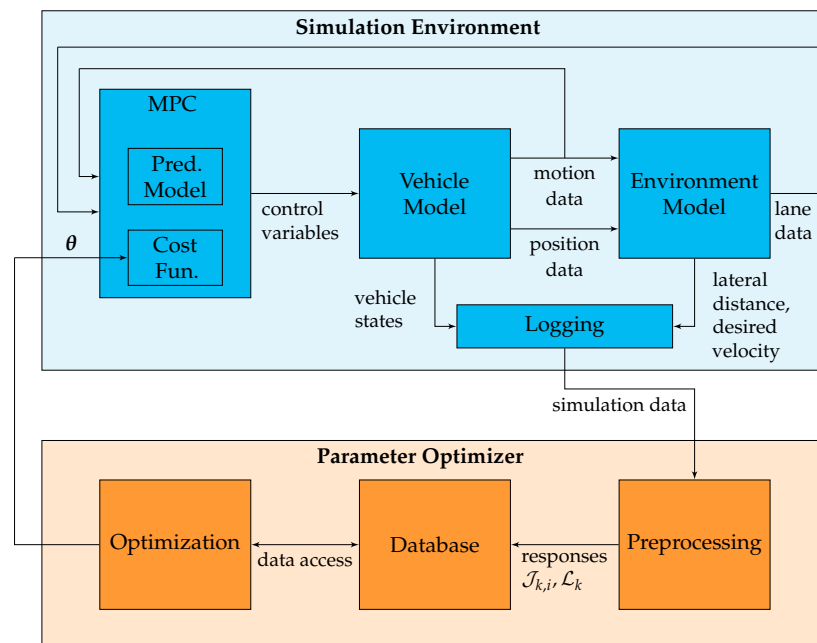 Simulation Environment
MPC
Pred.
Model
Cost
Fun.
θ
control
variables
Vehicle
Model
motion
data
position
data
Environment
Model
lane
data
vehicle
states
Logging
lateral
distance,
desired
velocity
simulation data
Parameter Optimizer
Optimization
data access
Database
responses
𝒥k,i, ℒk
Preprocessing